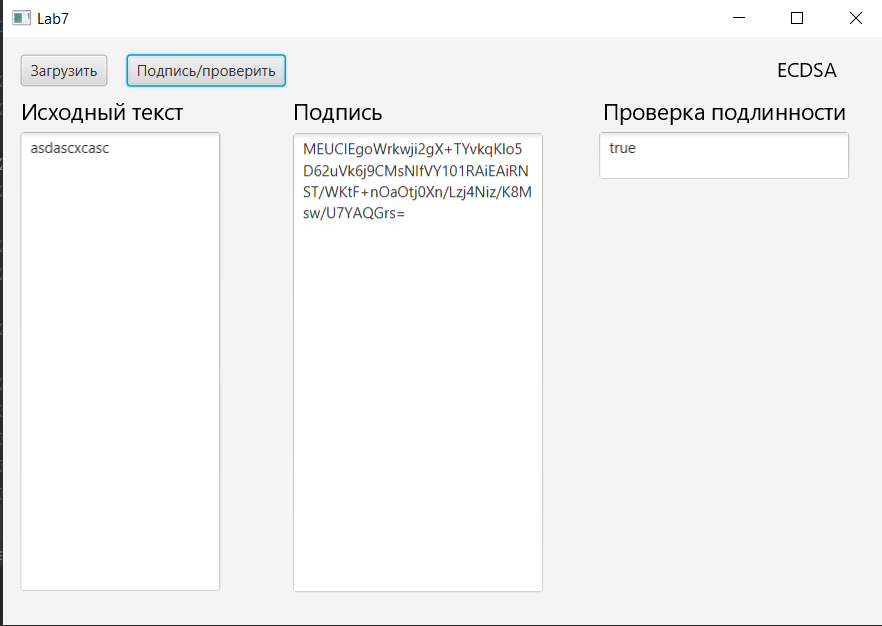 Lab7
Загрузить
Подпись/проверить
ECDSA
Исходный текст
Подпись
Проверка подлинности
asdascxcasc
MEUCIEgoWrkwji2gX+TYvkqKlo5
D62uVk6j9CMsNIfVY101RAiEAiRN
ST/WKtF+nOaOtj0Xn/Lzj4Niz/K8M
sw/U7YAQGrs=
true